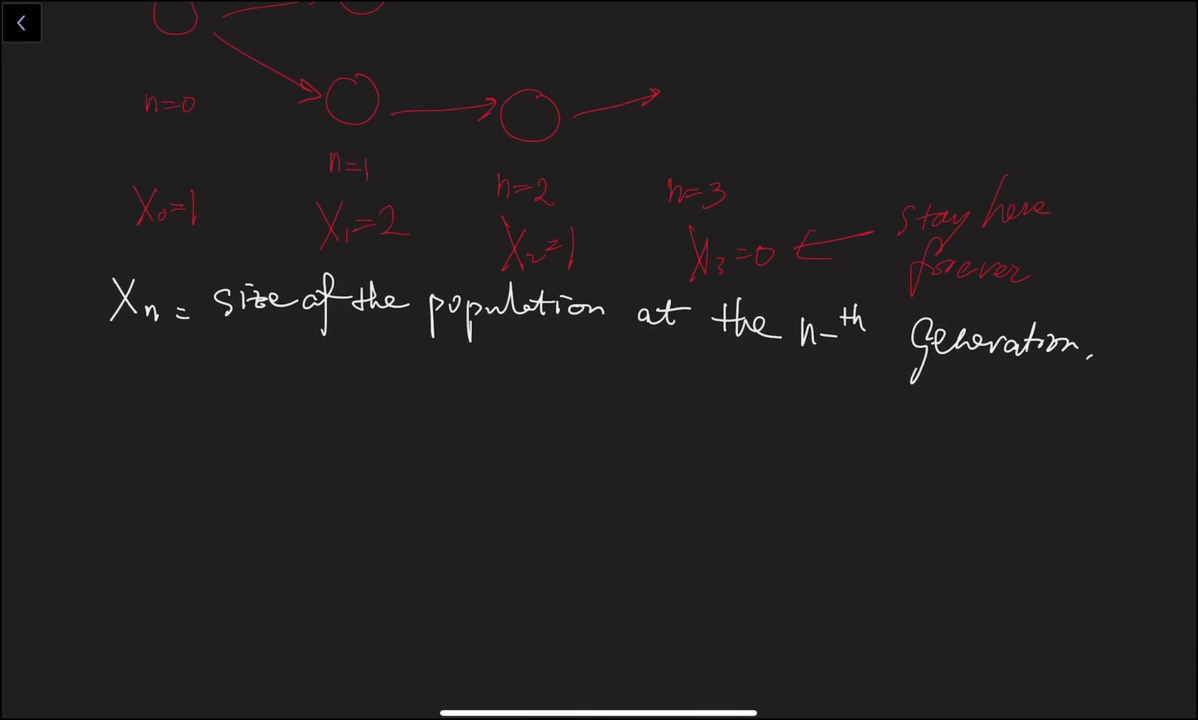 n=0
n=1
n=2
n=3
X₀=1
X₁=2
X₂=1
X₃=0
stay here
forever
Xₙ = size of the population at the n-th generation.